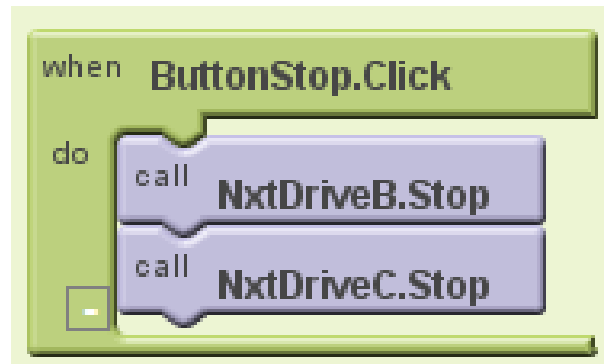 when ButtonStop.Click
do
call NxtDriveB.Stop
call NxtDriveC.Stop
-